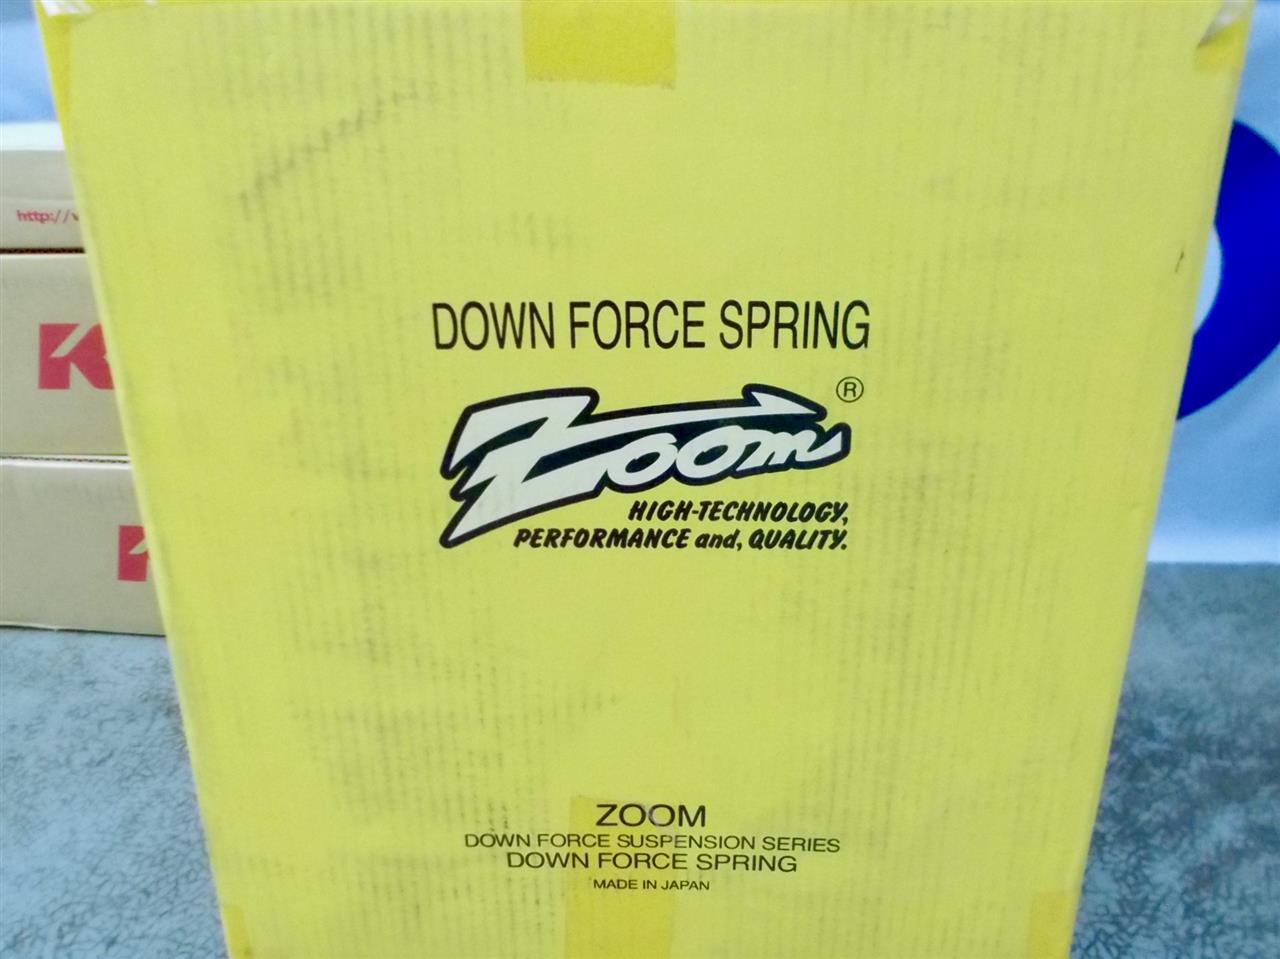 http://
DOWN FORCE SPRING
Zoom ®
HIGH-TECHNOLOGY,
PERFORMANCE and, QUALITY.
ZOOM
DOWN FORCE SUSPENSION SERIES
DOWN FORCE SPRING
MADE IN JAPAN